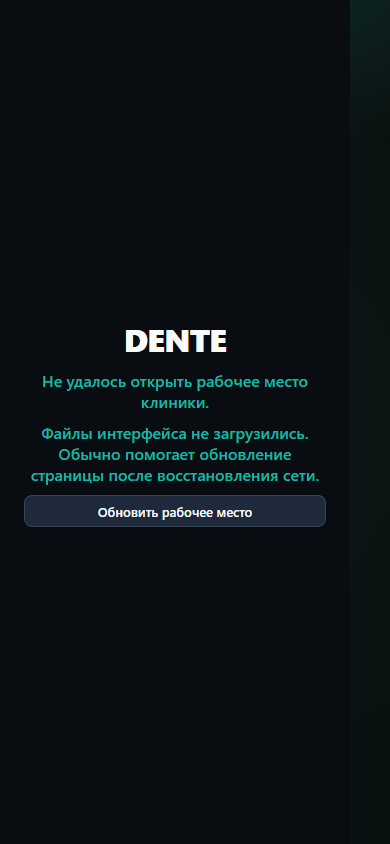 DENTE
Не удалось открыть рабочее место
клиники.
Файлы интерфейса не загрузились.
Обычно помогает обновление
страницы после восстановления сети.
Обновить рабочее место